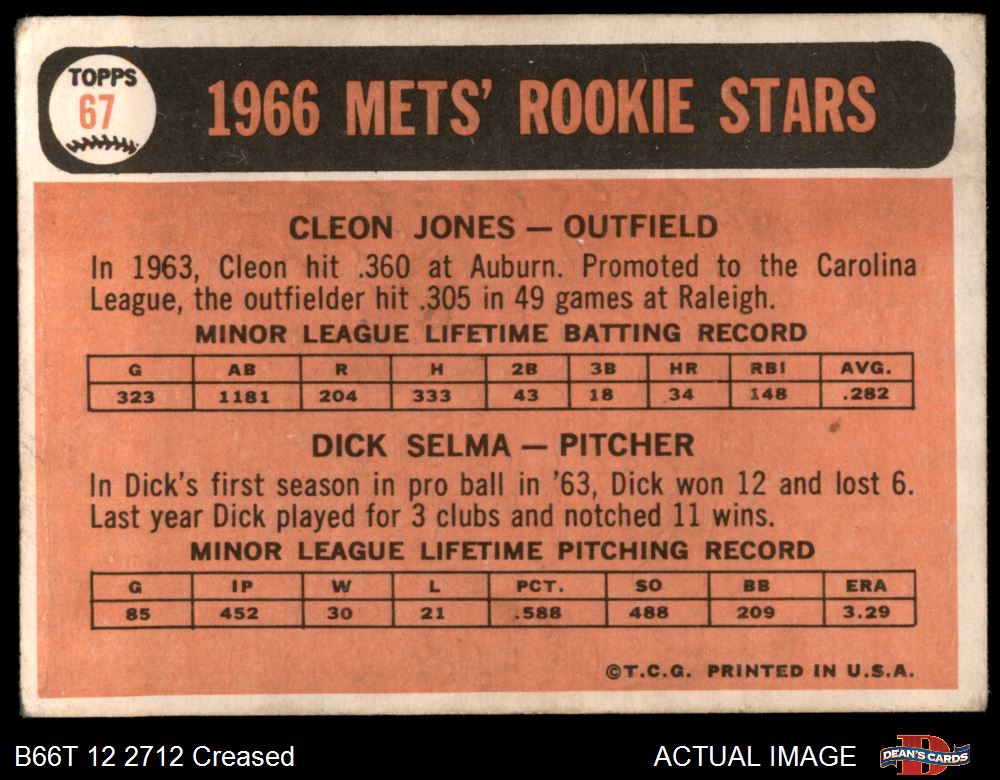 TOPPS
67
1966 METS' ROOKIE STARS
CLEON JONES — OUTFIELD
In 1963, Cleon hit .360 at Auburn. Promoted to the Carolina
League, the outfielder hit .305 in 49 games at Raleigh.
MINOR LEAGUE LIFETIME BATTING RECORD
G AB R H 2B 3B HR RBI AVG.
323 1181 204 333 43 18 34 148 .282
DICK SELMA — PITCHER
In Dick's first season in pro ball in '63, Dick won 12 and lost 6.
Last year Dick played for 3 clubs and notched 11 wins.
MINOR LEAGUE LIFETIME PITCHING RECORD
G IP W L PCT. SO BB ERA
85 452 30 21 .588 488 209 3.29
©T.C.G. PRINTED IN U.S.A.
B66T 12 2712 Creased
ACTUAL IMAGE
DEAN'S CARDS